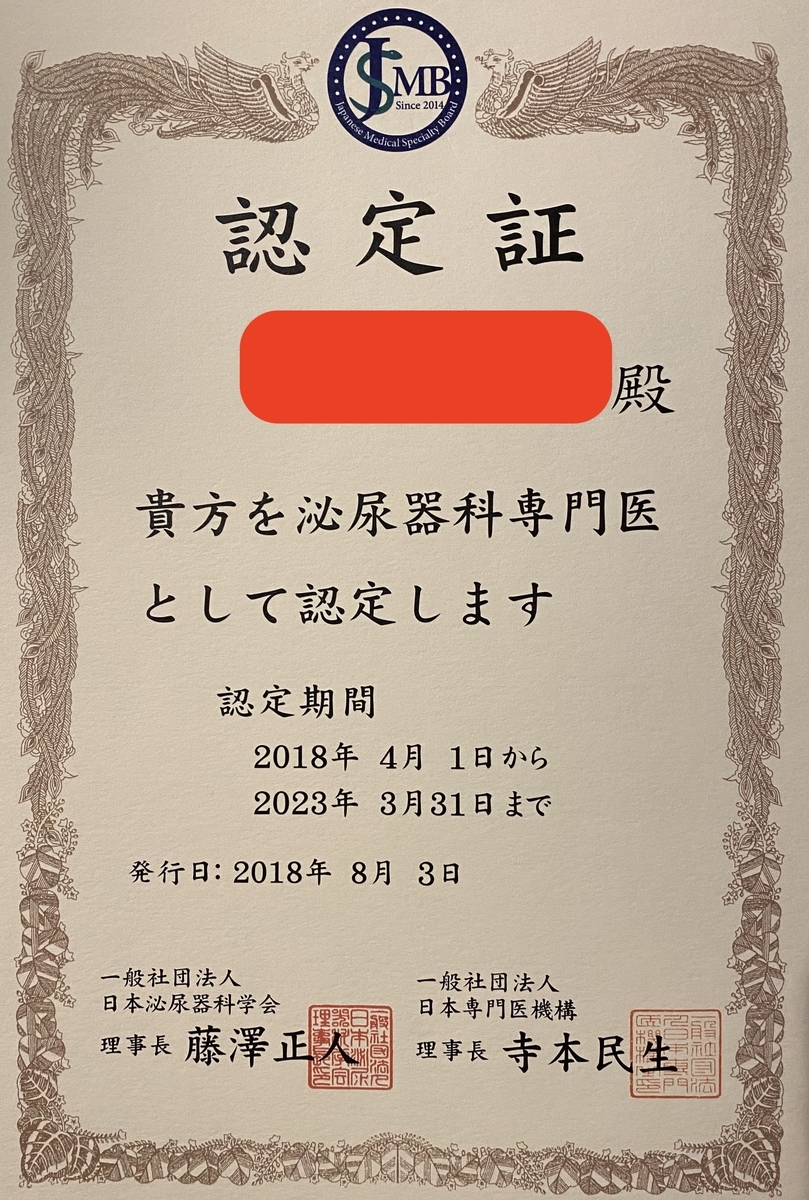 JSMB
Since 2014
Japanese Medical Specialty Board
認定証
殿
貴方を泌尿器科専門医
として認定します
認定期間
2018年 4月 1日から
2023年 3月31日まで
発行日：2018年 8月 3日
一般社団法人
日本泌尿器科学会
理事長 藤澤正人
一般社団法人
日本専門医機構
理事長 寺本民生